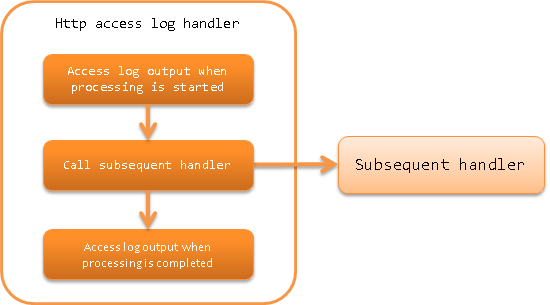 Http access log handler
Access log output when
processing is started
Call subsequent handler
Subsequent handler
Access log output when
processing is completed